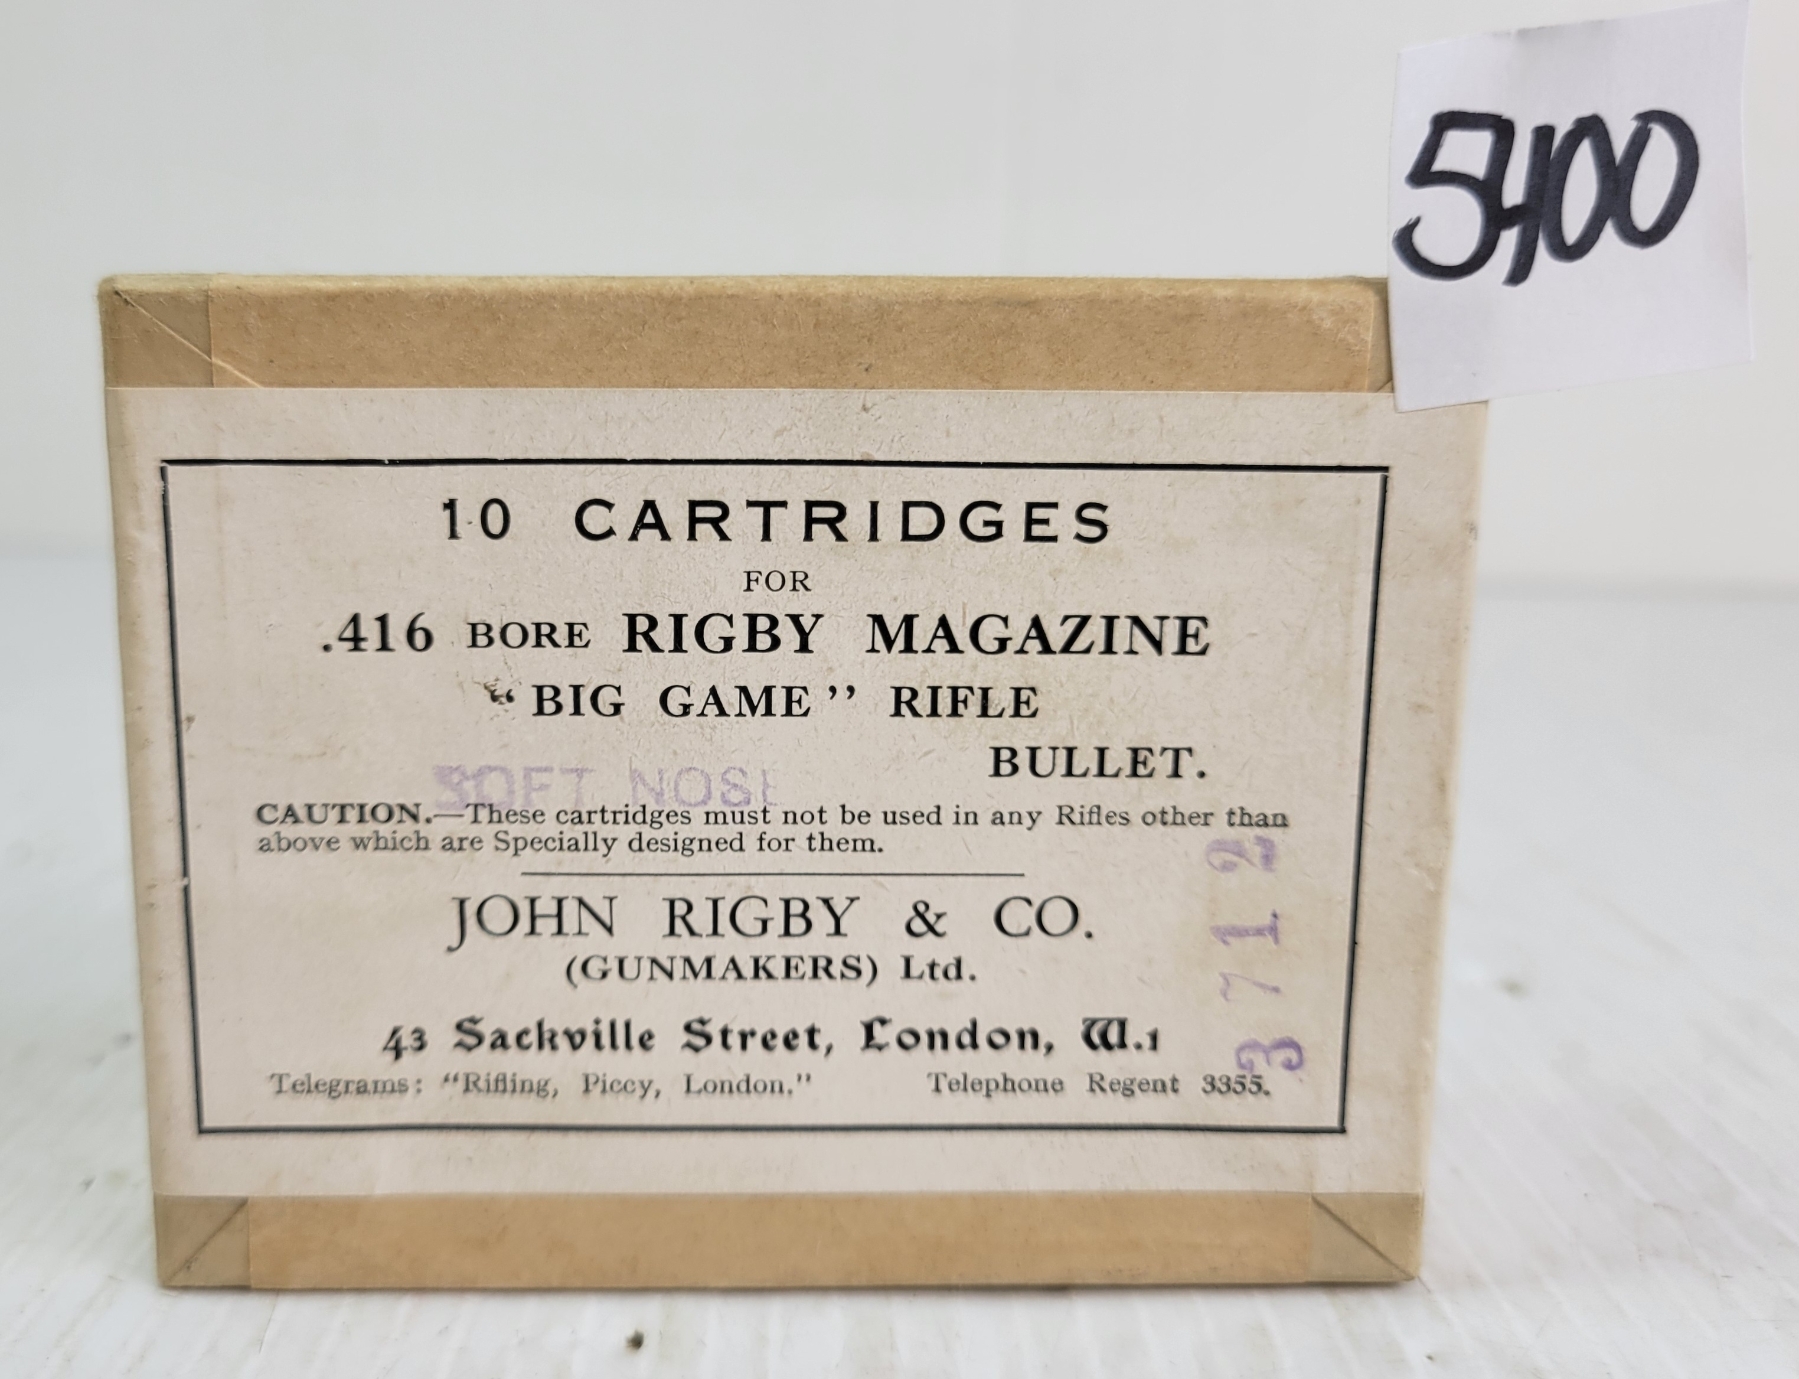 5400
10 CARTRIDGES
FOR
.416 BORE RIGBY MAGAZINE
“BIG GAME” RIFLE
BULLET.
SOFT NOSE
CAUTION.—These cartridges must not be used in any Rifles other than
above which are Specially designed for them.
JOHN RIGBY & CO.
(GUNMAKERS) Ltd.
43 Sackville Street, London, W.1
Telegrams: “Rifling, Piccy, London.” Telephone Regent 3355.
3712